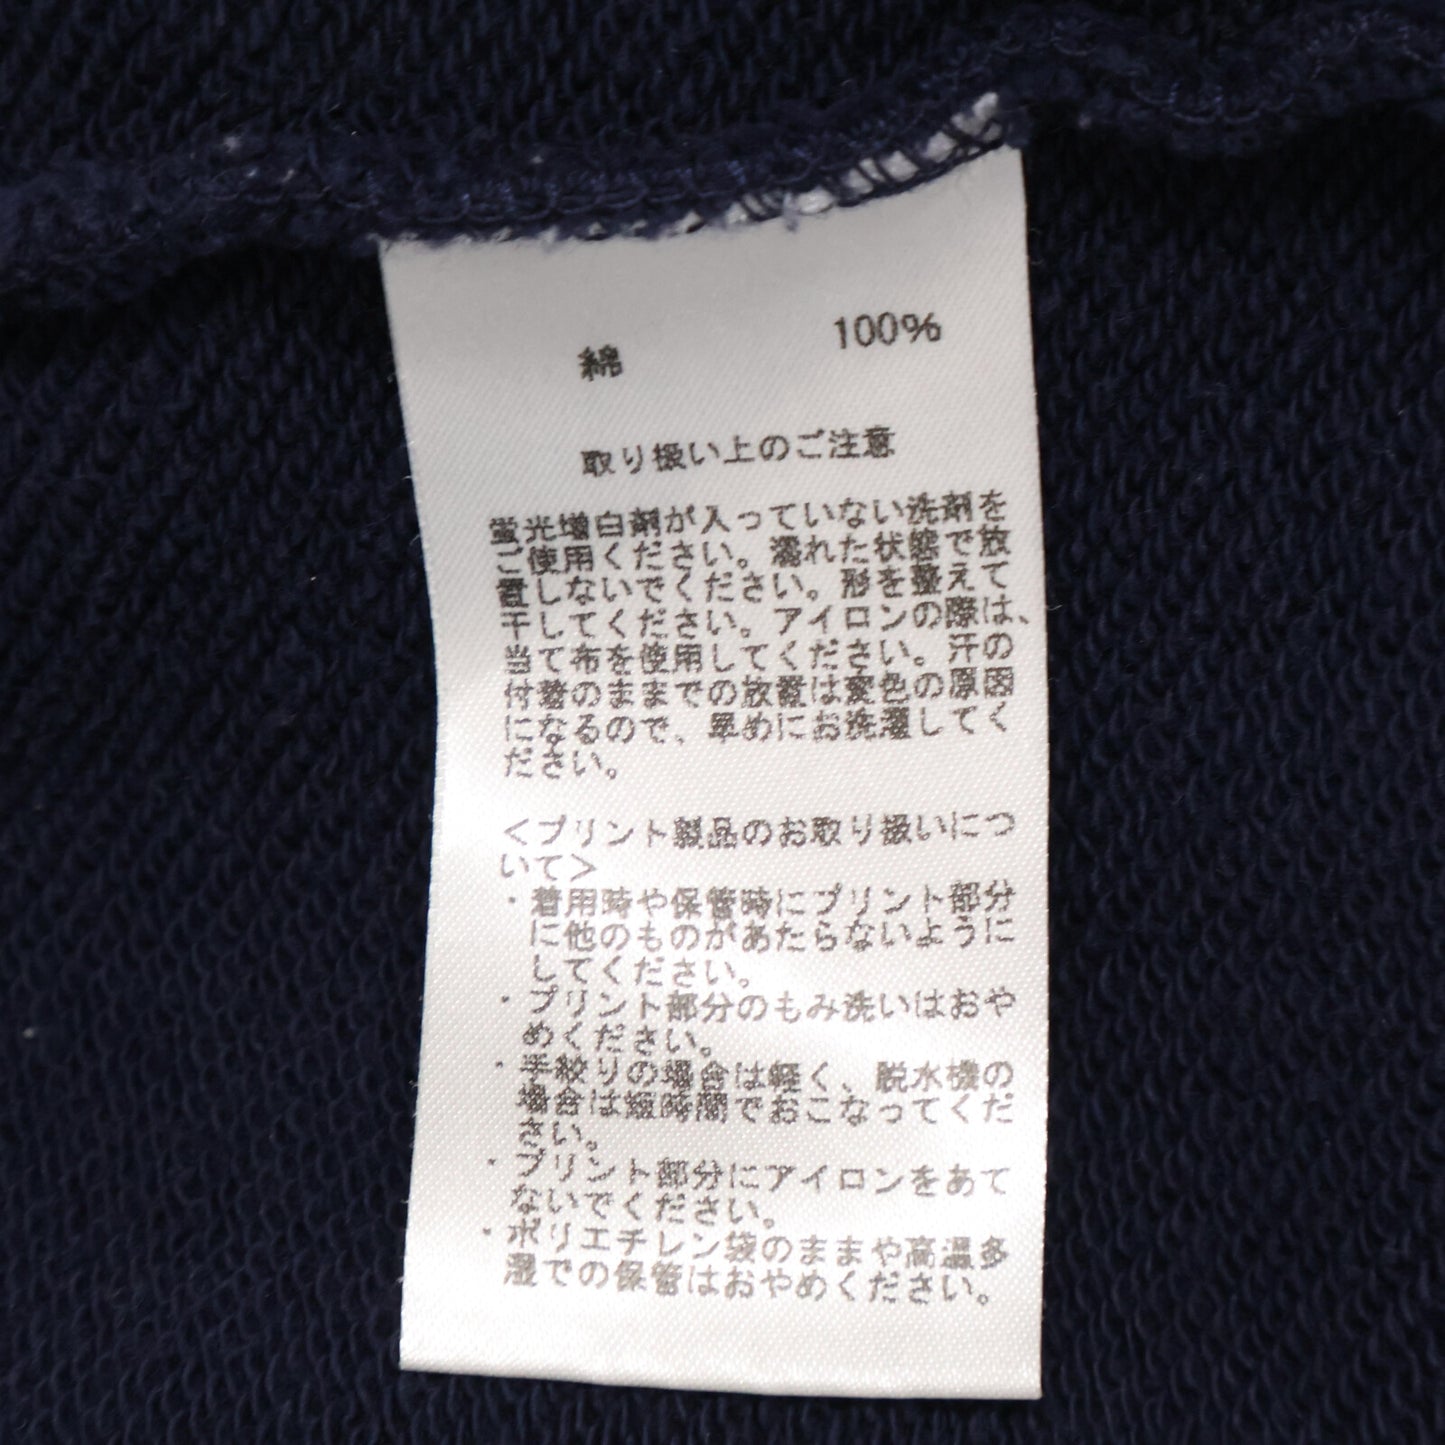 綿 100%
取り扱い上のご注意
蛍光増白剤が入っていない洗剤を
ご使用ください。濡れた状態で放
置しないでください。形を整えて
干してください。アイロンの際は、
当て布を使用してください。汗の
付着のままでの放置は変色の原因
になるので、早めにお洗濯してく
ださい。
＜プリント製品のお取り扱いにつ
いて＞
・着用時や保管時にプリント部分
に他のものがあたらないように
してください。
・プリント部分のもみ洗いはおや
めください。
・手絞りの場合は軽く、脱水機の
場合は短時間でおこなってくだ
さい。
・プリント部分にアイロンをあて
ないでください。
・ポリエチレン袋のままや高温多
湿での保管はおやめください。